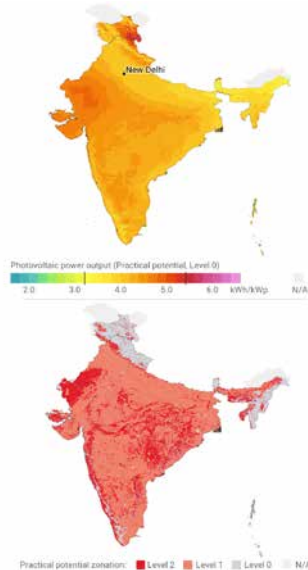 New Delhi
Photovoltaic power output (Practical potential, Level 0)
2.0 3.0 4.0 5.0 6.0 kWh/kWp N/A
Practical potential zonation: Level 2 Level 1 Level 0 N/A